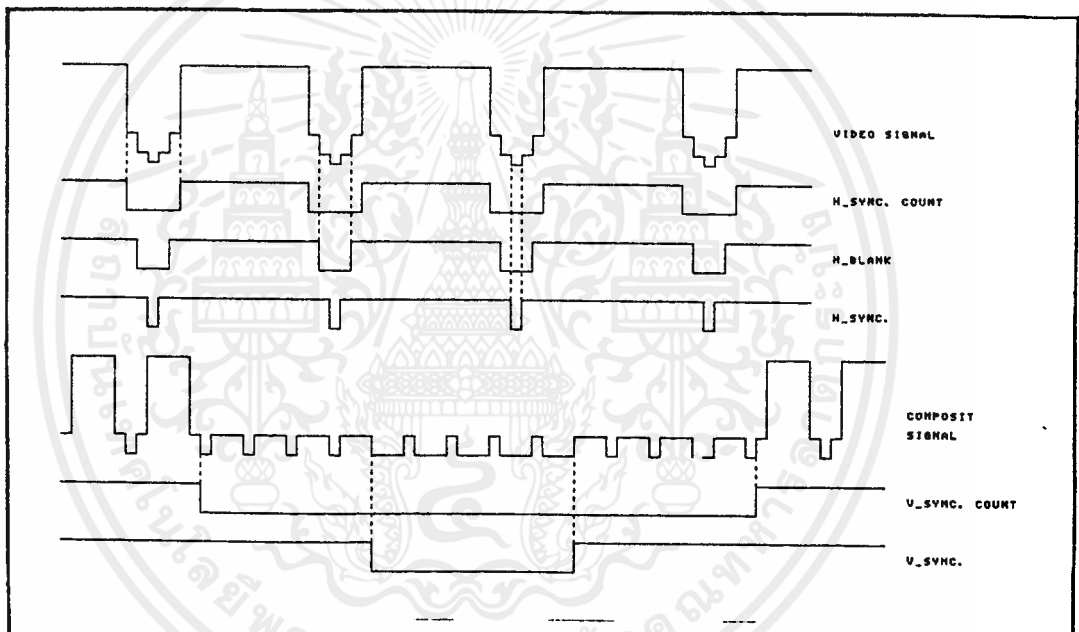 VIDEO SIGNAL
H_SYNC. COUNT
H_BLANK
H_SYNC.
COMPOSIT
SIGNAL
V_SYNC. COUNT
V_SYNC.